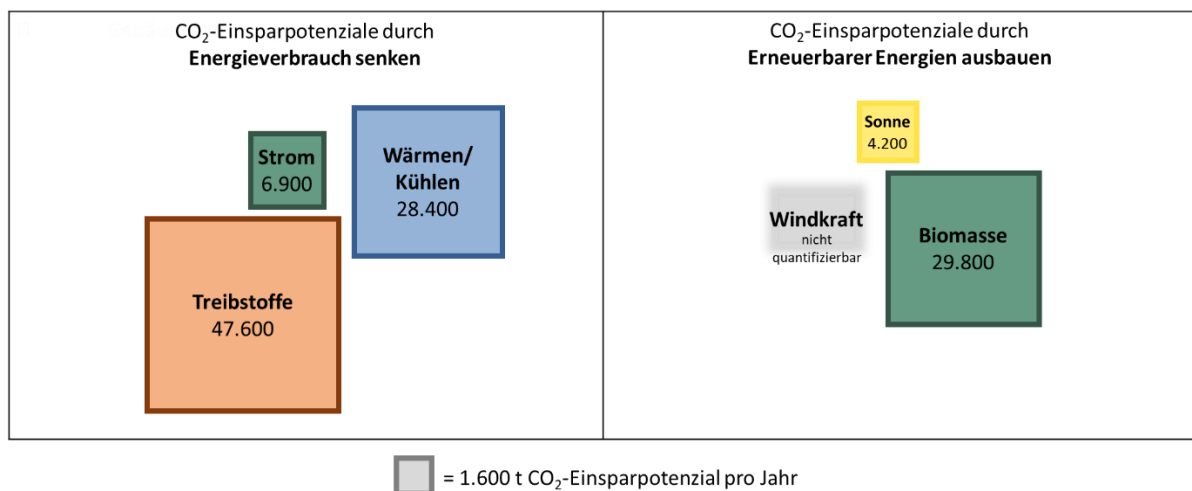 CO₂-Einsparpotenziale durch
Energieverbrauch senken
Strom
6.900
Wärmen/
Kühlen
28.400
Treibstoffe
47.600
CO₂-Einsparpotenziale durch
Erneuerbarer Energien ausbauen
Sonne
4.200
Windkraft
nicht
quantifizierbar
Biomasse
29.800
= 1.600 t CO₂-Einsparpotenzial pro Jahr